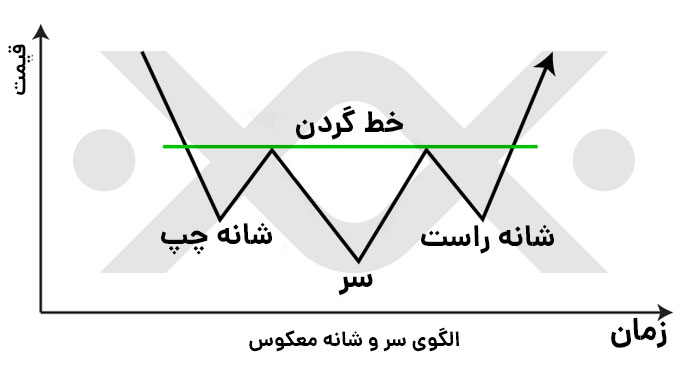 قیمت
خط گردن
شانه چپ
شانه راست
سر
زمان
الگوی سر و شانه معکوس